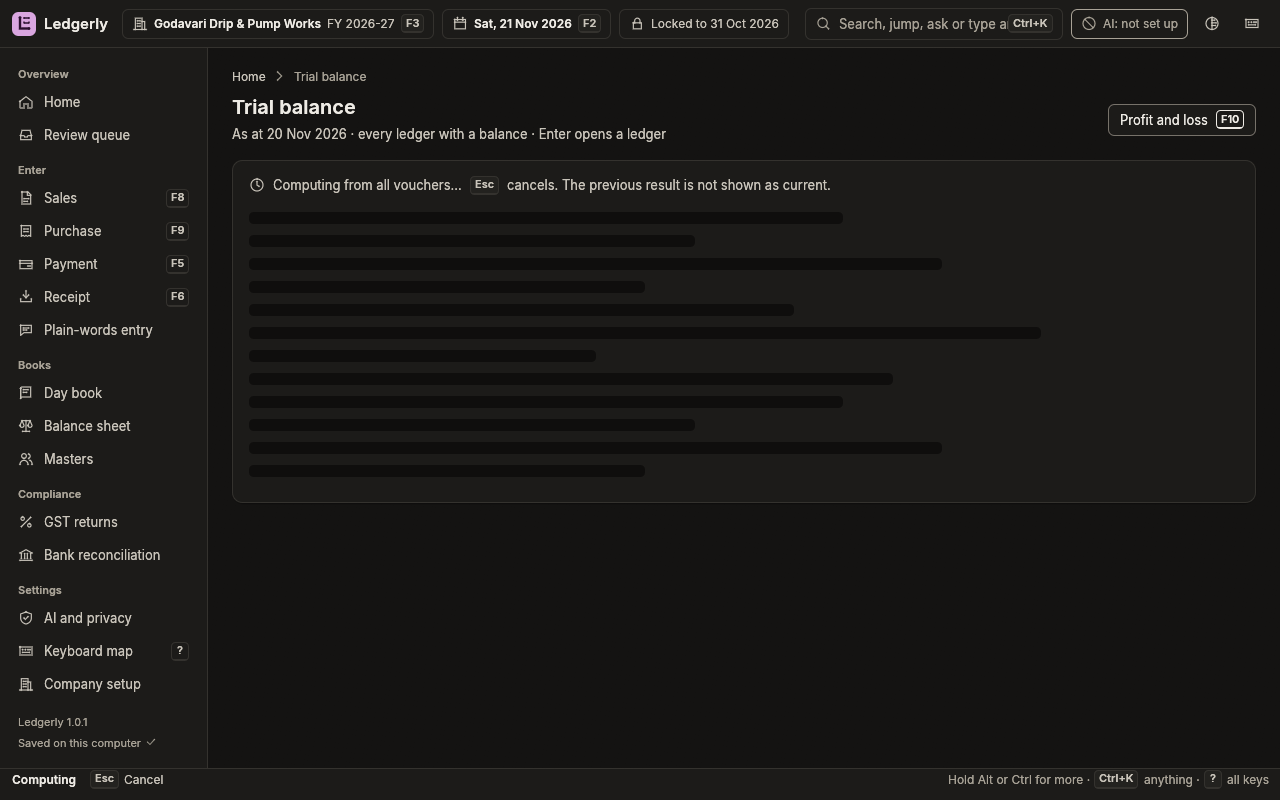 Ledgerly
Godavari Drip & Pump Works FY 2026-27 F3
Sat, 21 Nov 2026 F2
Locked to 31 Oct 2026
Search, jump, ask or type a Ctrl+K
AI: not set up
Overview
Home
Review queue
Enter
Sales F8
Purchase F9
Payment F5
Receipt F6
Plain-words entry
Books
Day book
Balance sheet
Masters
Compliance
GST returns
Bank reconciliation
Settings
AI and privacy
Keyboard map ?
Company setup
Ledgerly 1.0.1
Saved on this computer
Home Trial balance
Trial balance
As at 20 Nov 2026 · every ledger with a balance · Enter opens a ledger
Profit and loss F10
Computing from all vouchers... Esc cancels. The previous result is not shown as current.
Computing Esc Cancel
Hold Alt or Ctrl for more · Ctrl+K anything · ? all keys